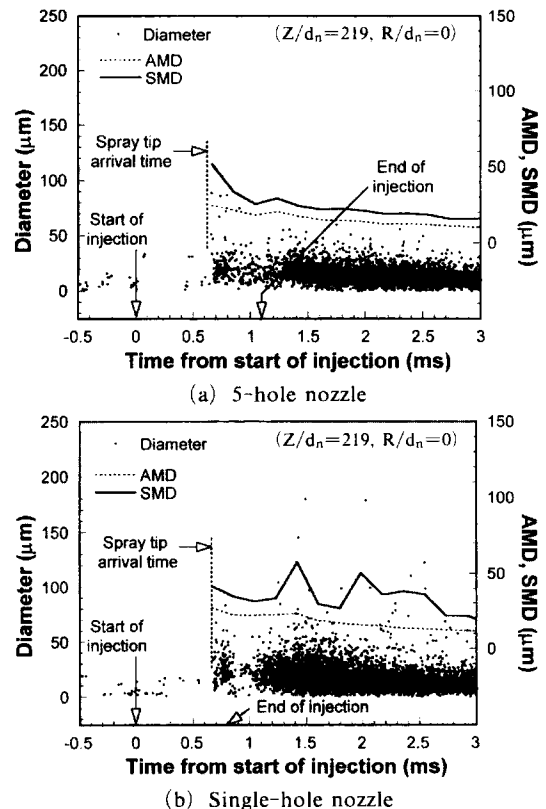 250
200
150
100
50
0
Diameter (μm)
Diameter
AMD
SMD
(Z/dn=219, R/dn=0)
Spray tip
arrival time
Start of
injection
End of
injection
150
100
50
0
AMD, SMD (μm)
-0.5 0 0.5 1 1.5 2 2.5 3
Time from start of injection (ms)
(a) 5-hole nozzle
250
200
150
100
50
0
Diameter (μm)
Diameter
AMD
SMD
(Z/dn=219, R/dn=0)
Spray tip
arrival time
Start of
injection
End of injection
150
100
50
0
AMD, SMD (μm)
-0.5 0 0.5 1 1.5 2 2.5 3
Time from start of injection (ms)
(b) Single-hole nozzle